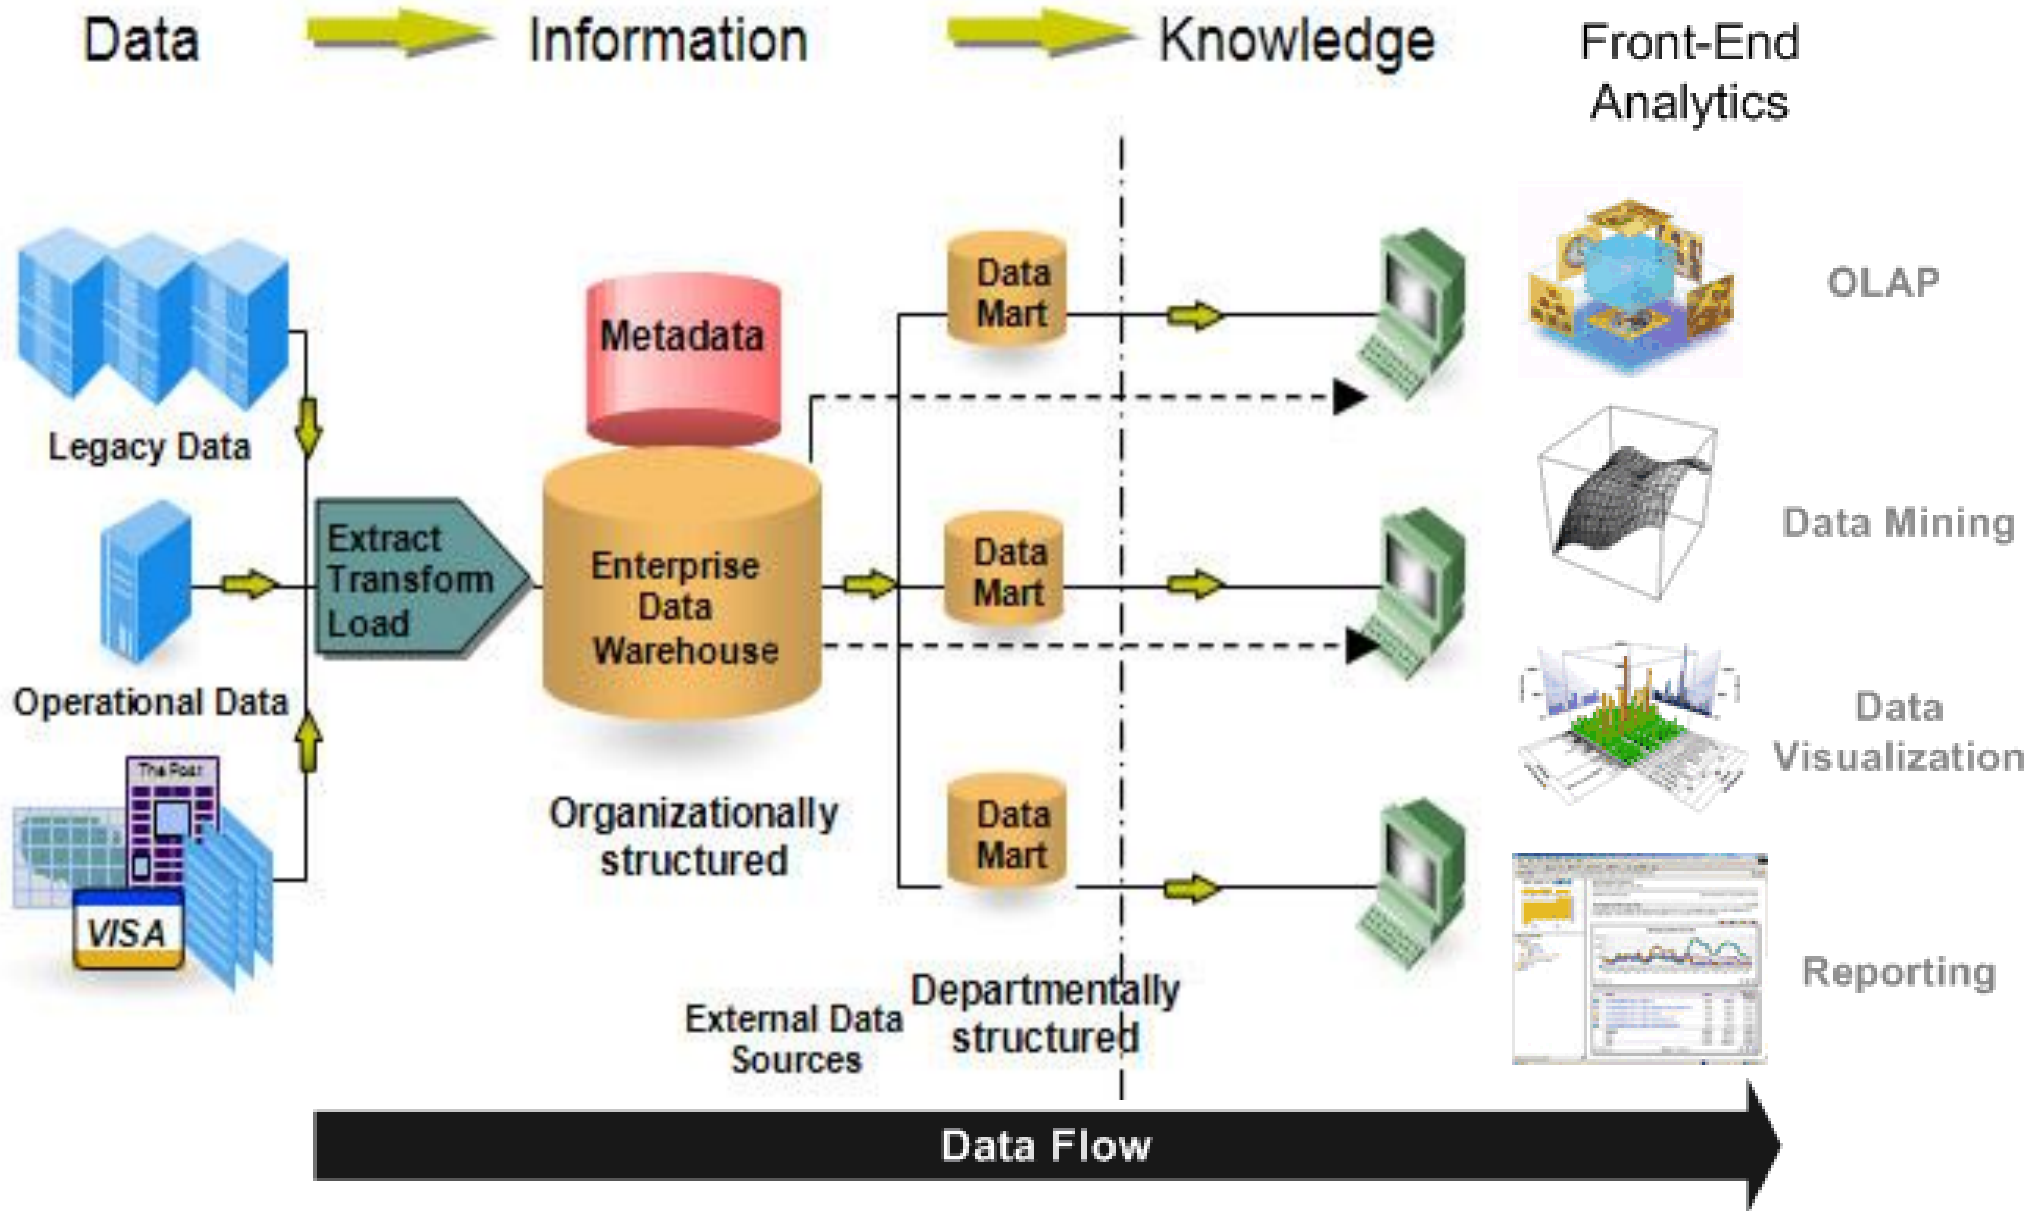 Data
Information
Knowledge
Front-End
Analytics
Legacy Data
Operational Data
The Post
VISA
Extract
Transform
Load
Metadata
Enterprise
Data
Warehouse
Organizationally
structured
External Data
Sources
Data
Mart
Data
Mart
Data
Mart
Departmentally
structured
OLAP
Data Mining
Data
Visualization
Reporting
Data Flow